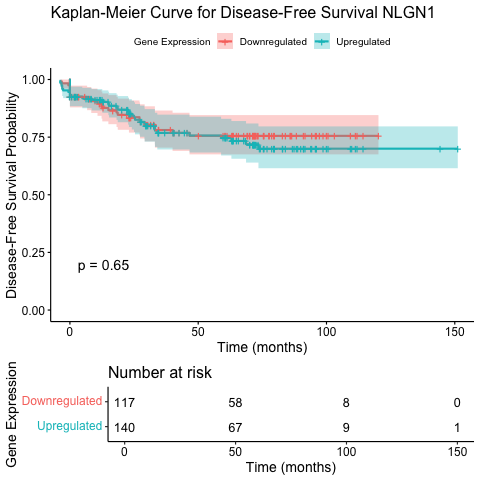 Kaplan-Meier Curve for Disease-Free Survival NLGN1
Gene Expression Downregulated Upregulated
Disease-Free Survival Probability
1.00
0.75
0.50
0.25
0.00
p = 0.65
0 50 100 150
Time (months)
Number at risk
Gene Expression
Downregulated 117 58 8 0
Upregulated 140 67 9 1
0 50 100 150
Time (months)